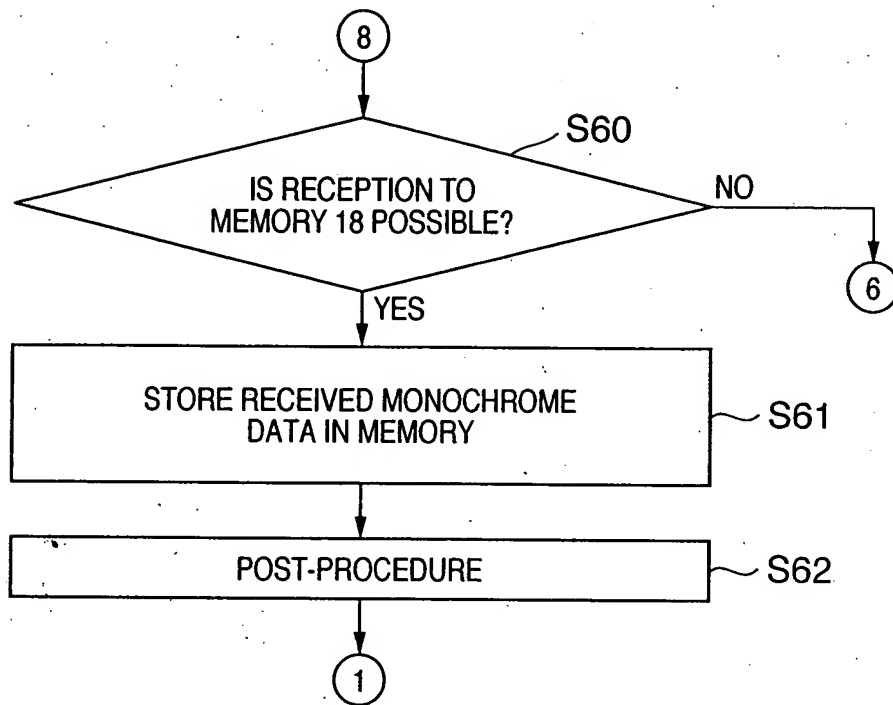 8
S60
IS RECEPTION TO
MEMORY 18 POSSIBLE?
NO
6
YES
STORE RECEIVED MONOCHROME
DATA IN MEMORY
S61
POST-PROCEDURE
S62
1